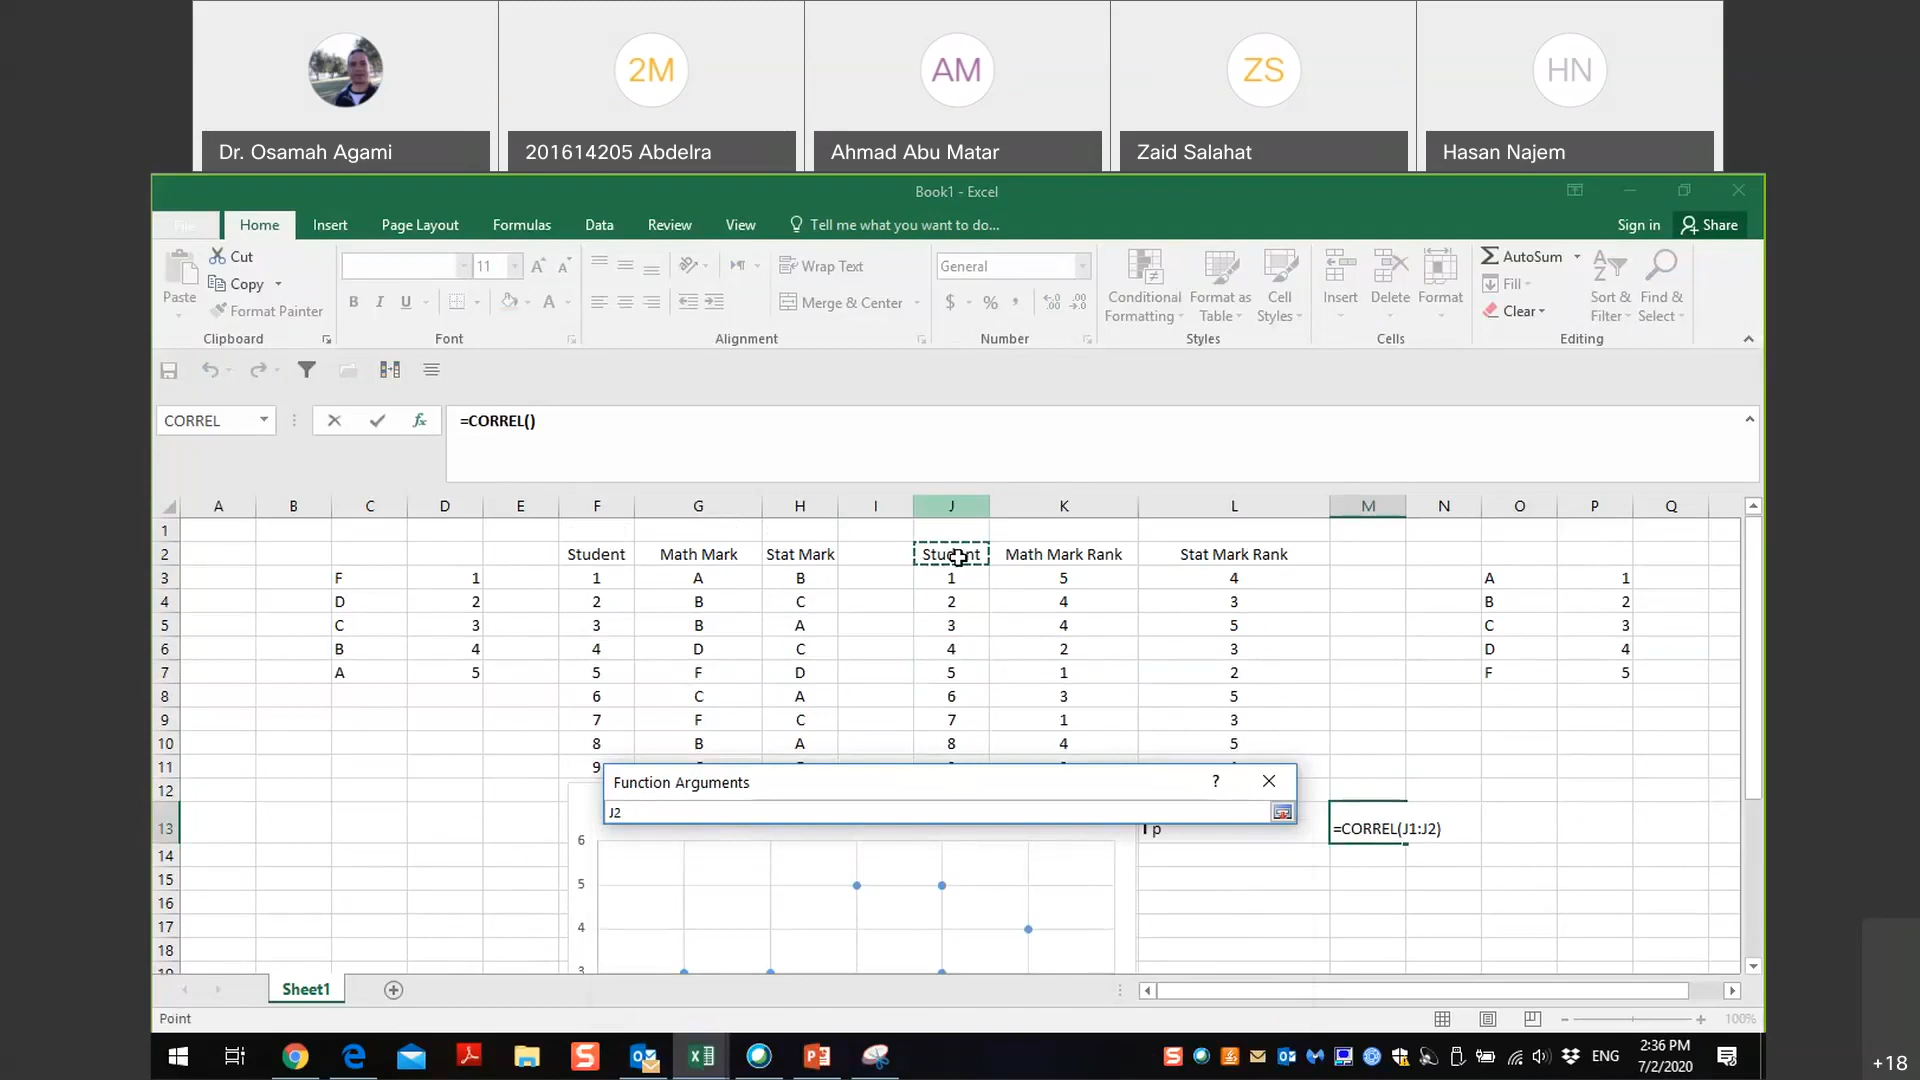 2M AM ZS HN
Dr. Osamah Agami 201614205 Abdelra Ahmad Abu Matar Zaid Salahat Hasan Najem
Book1 - Excel
File Home Insert Page Layout Formulas Data Review View Tell me what you want to do... Sign in Share
Cut
Copy
Format Painter
Paste
11
Wrap Text
Merge & Center
General
B I U
$ % ,
Conditional Formatting
Format as Table
Cell Styles
Insert Delete Format
AutoSum
Fill
Clear
Sort & Filter
Find & Select
Clipboard Font Alignment Number Styles Cells Editing
CORREL fx =CORREL()
A B C D E F G H I J K L M N O P Q
1
2 Student Math Mark Stat Mark Student Math Mark Rank Stat Mark Rank
3 F 1 1 A B 1 5 4 A 1
4 D 2 2 B C 2 4 3 B 2
5 C 3 3 B A 3 4 5 C 3
6 B 4 4 D C 4 2 3 D 4
7 A 5 5 F D 5 1 2 F 5
8 6 C A 6 3 5
9 7 F C 7 1 3
10 8 B A 8 4 5
11 9
12
Function Arguments ?
J2
13 p =CORREL(J1:J2)
14
15
16
17
18
6
5
4
3
Sheet1
Point 100%
ENG 2:36 PM
7/2/2020
+18